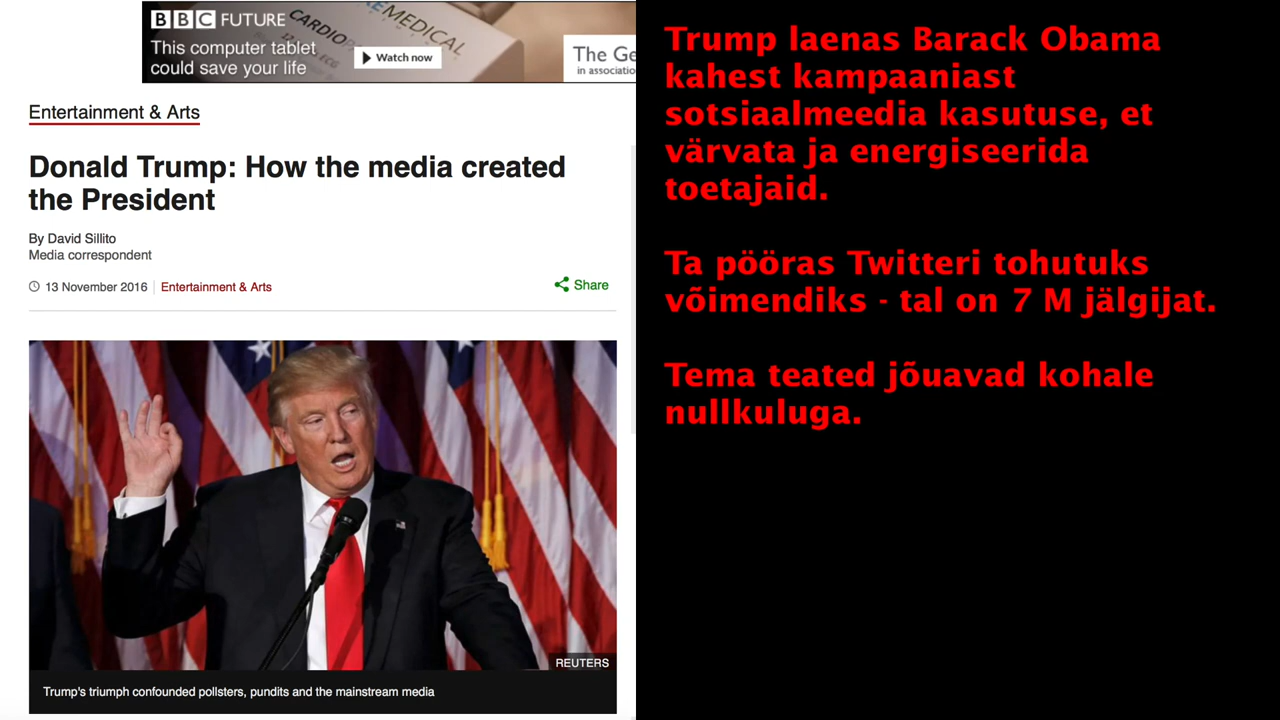 BBC FUTURE
This computer tablet
could save your life
CARDIO
REMEDICAL
Watch now
The Ge
in associatio
Entertainment & Arts
Donald Trump: How the media created
the President
By David Sillito
Media correspondent
13 November 2016
Entertainment & Arts
Share
REUTERS
Trump's triumph confounded pollsters, pundits and the mainstream media
Trump laenas Barack Obama
kahest kampaaniast
sotsiaalmeedia kasutuse, et
värvata ja energiseerida
toetajaid.
Ta pööras Twitteri tohutuks
võimendiks - tal on 7 M jälgijat.
Tema teated jõuavad kohale
nullkuluga.